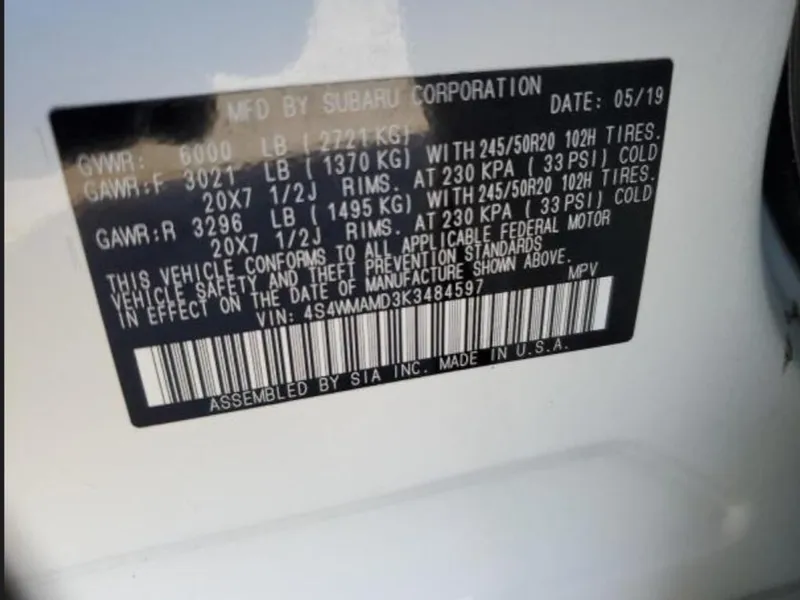 MFD BY SUBARU CORPORATION DATE: 05/19
GVWR: 6000 LB ( 2721 KG)
GAWR:F 3021 LB ( 1370 KG) WITH 245/50R20 102H TIRES.
20X7 1/2J RIMS. AT 230 KPA ( 33 PSI) COLD
GAWR:R 3296 LB ( 1495 KG) WITH 245/50R20 102H TIRES.
20X7 1/2J RIMS. AT 230 KPA ( 33 PSI) COLD
THIS VEHICLE CONFORMS TO ALL APPLICABLE FEDERAL MOTOR
VEHICLE SAFETY AND THEFT PREVENTION STANDARDS
IN EFFECT ON THE DATE OF MANUFACTURE SHOWN ABOVE.
VIN: 4S4WMAMD3K3484597 MPV
ASSEMBLED BY SIA INC. MADE IN U.S.A.